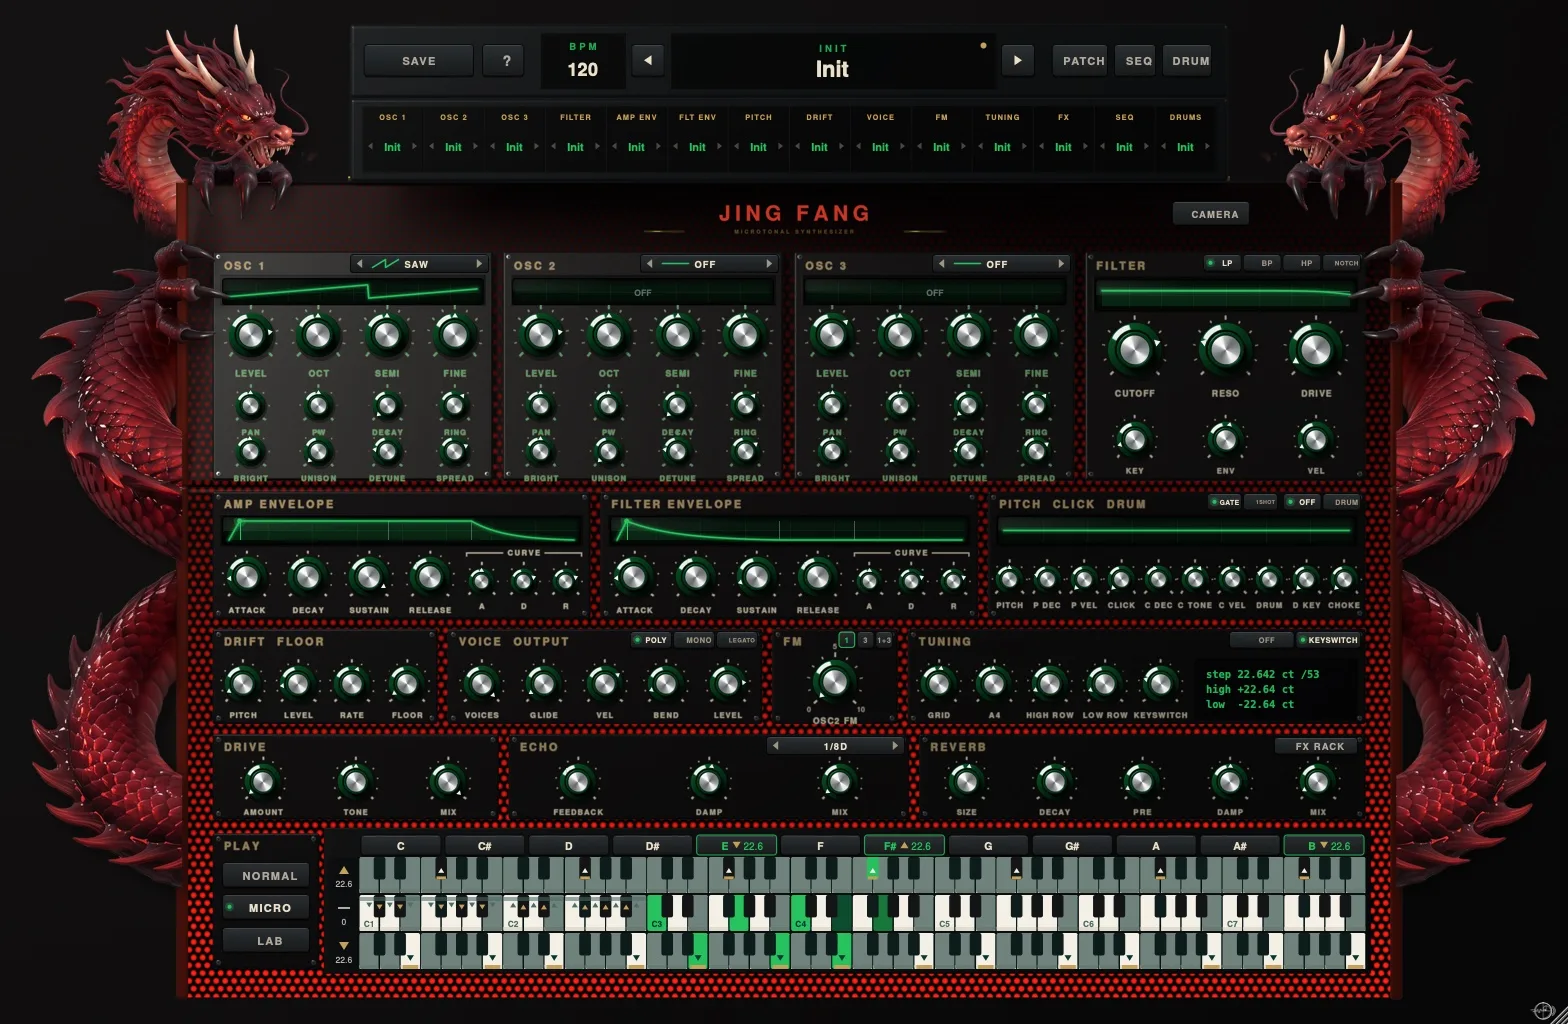 SAVE ? BPM 120 INIT Init PATCH SEQ DRUM
OSC 1 OSC 2 OSC 3 FILTER AMP ENV FLT ENV PITCH DRIFT VOICE FM TUNING FX SEQ DRUMS
Init Init Init Init Init Init Init Init Init Init Init Init Init Init
JING FANG
MICROTONAL SYNTHESIZER
CAMERA
OSC 1 SAW
LEVEL OCT SEMI FINE
PAN PW DECAY RING
BRIGHT UNISON DETUNE SPREAD
OSC 2 OFF
OFF
LEVEL OCT SEMI FINE
PAN PW DECAY RING
BRIGHT UNISON DETUNE SPREAD
OSC 3 OFF
OFF
LEVEL OCT SEMI FINE
PAN PW DECAY RING
BRIGHT UNISON DETUNE SPREAD
FILTER LP BP HP NOTCH
CUTOFF RESO DRIVE
KEY ENV VEL
AMP ENVELOPE
CURVE
ATTACK DECAY SUSTAIN RELEASE A D R
FILTER ENVELOPE
CURVE
ATTACK DECAY SUSTAIN RELEASE A D R
PITCH CLICK DRUM GATE 1SHOT OFF DRUM
PITCH P DEC P VEL CLICK C DEC C TONE C VEL DRUM D KEY CHOKE
DRIFT FLOOR
PITCH LEVEL RATE FLOOR
VOICE OUTPUT POLY MONO LEGATO
VOICES GLIDE VEL BEND LEVEL
FM 1 3 1+3
5
0 10
OSC2 FM
TUNING OFF KEYSWITCH
GRID A4 HIGH ROW LOW ROW KEYSWITCH
step 22.642 ct /53
high +22.64 ct
low -22.64 ct
DRIVE
AMOUNT TONE MIX
ECHO 1/8D
FEEDBACK DAMP MIX
REVERB FX RACK
SIZE DECAY PRE DAMP MIX
PLAY
NORMAL
MICRO
LAB
C C# D D# E ▼ 22.6 F F# ▲ 22.6 G G# A A# B ▼ 22.6
22.6
0
22.6
C1 C2 C3 C4 C5 C6 C7